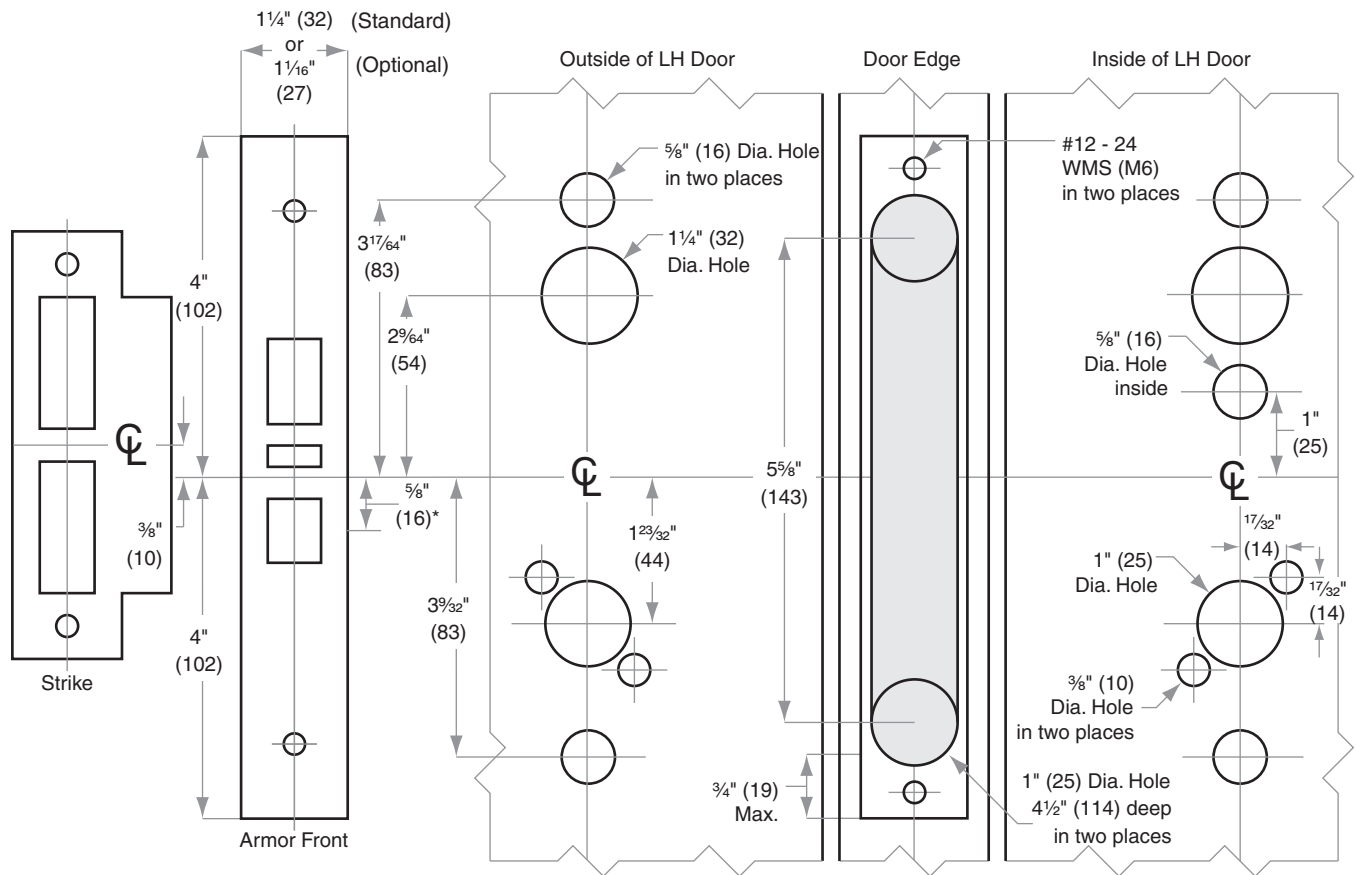 1¼" (32) (Standard)
or
1¹⁄₁₆" (Optional)
(27)
Outside of LH Door
Door Edge
Inside of LH Door
⅝" (16) Dia. Hole
in two places
#12 - 24
WMS (M6)
in two places
3¹⁷⁄₆₄"
(83)
1¼" (32)
Dia. Hole
4"
(102)
2⁹⁄₆₄"
(54)
⅝" (16)
Dia. Hole
inside
1"
(25)
CL
CL
CL
5⅝"
(143)
⅝"
(16)*
⅜"
(10)
1²³⁄₃₂"
(44)
¹⁷⁄₃₂"
(14)
1" (25)
Dia. Hole
¹⁷⁄₃₂"
(14)
3⁹⁄₃₂"
(83)
4"
(102)
Strike
⅜" (10)
Dia. Hole
in two places
¾" (19)
Max.
1" (25) Dia. Hole
4½" (114) deep
in two places
Armor Front